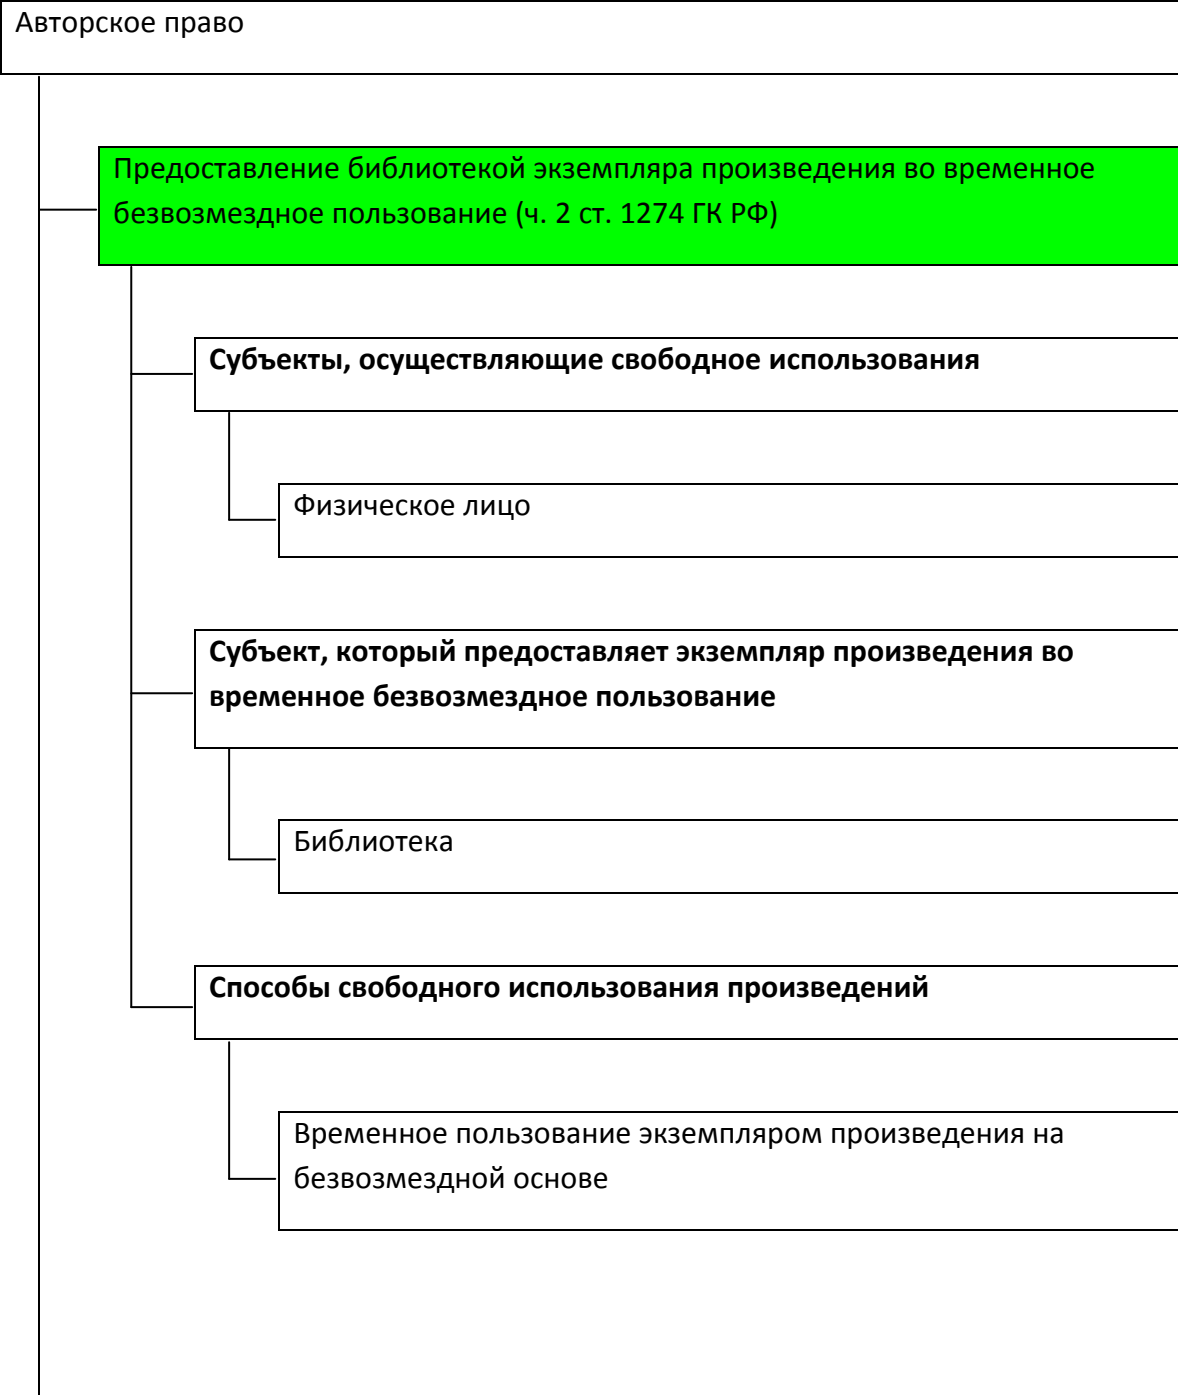 Авторское право
Предоставление библиотекой экземпляра произведения во временное
безвозмездное пользование (ч. 2 ст. 1274 ГК РФ)
Субъекты, осуществляющие свободное использования
Физическое лицо
Субъект, который предоставляет экземпляр произведения во
временное безвозмездное пользование
Библиотека
Способы свободного использования произведений
Временное пользование экземпляром произведения на
безвозмездной основе